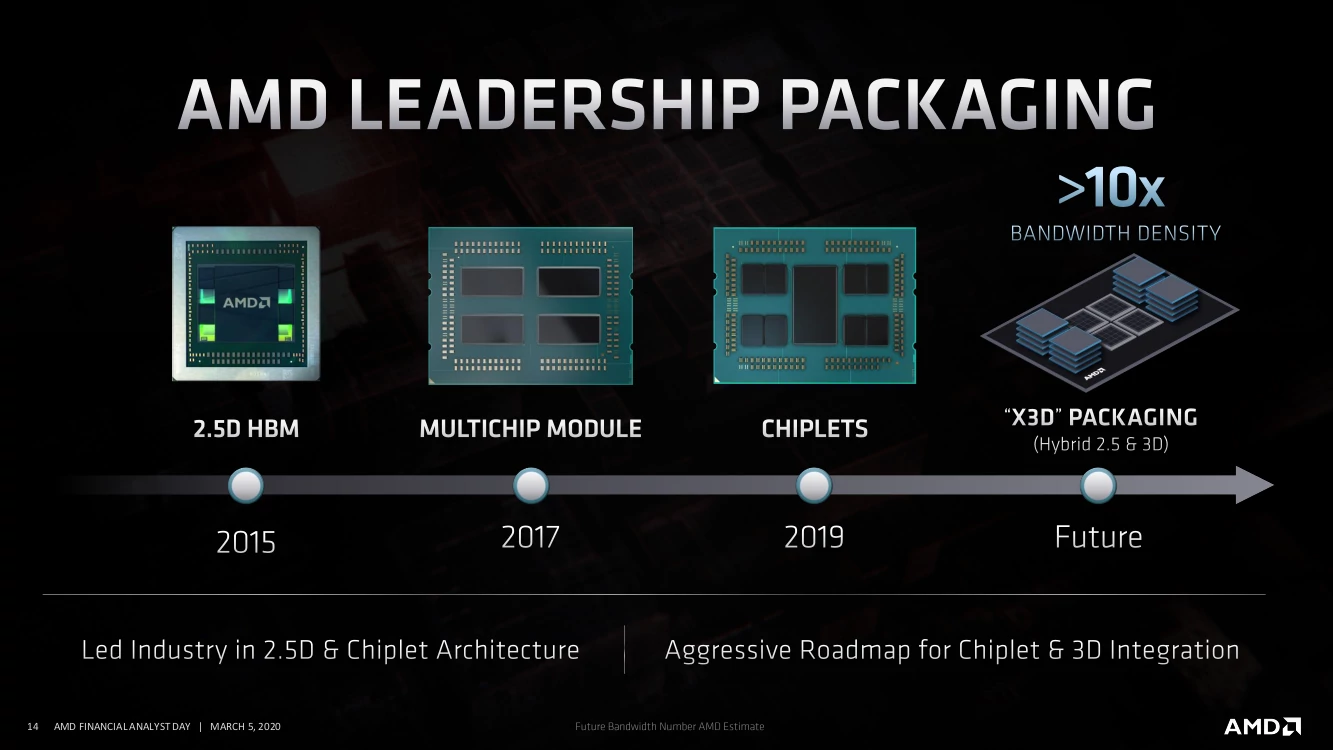 AMD LEADERSHIP PACKAGING
>10x
BANDWIDTH DENSITY
AMD
AMD
2.5D HBM
MULTICHIP MODULE
CHIPLETS
“X3D” PACKAGING
(Hybrid 2.5 & 3D)
2015
2017
2019
Future
Led Industry in 2.5D & Chiplet Architecture
Aggressive Roadmap for Chiplet & 3D Integration
14 AMD FINANCIAL ANALYST DAY | MARCH 5, 2020
Future Bandwidth Number AMD Estimate
AMD